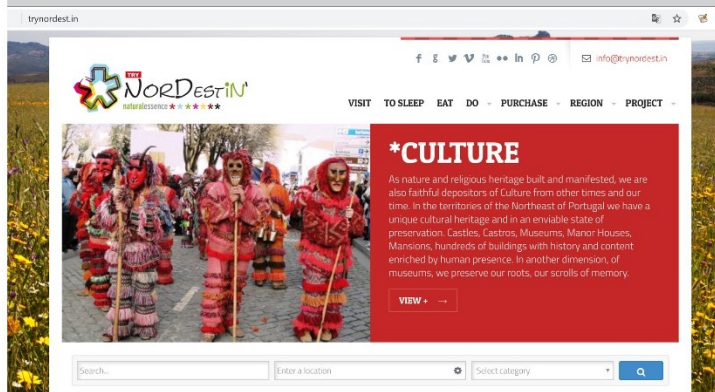 trynordest.in
info@trynordest.in
TRY
NORDESTIN'
naturalessence
VISIT TO SLEEP EAT DO PURCHASE REGION PROJECT
*CULTURE
As nature and religious heritage built and manifested, we are
also faithful depositors of Culture from other times and our
time. In the territories of the Northeast of Portugal we have a
unique cultural heritage and in an enviable state of
preservation. Castles, Castros, Museums, Manor Houses,
Mansions, hundreds of buildings with history and content
enriched by human presence. In another dimension, of
museums, we preserve our roots, our scrolls of memory.
VIEW + →
Search... Enter a location Select category